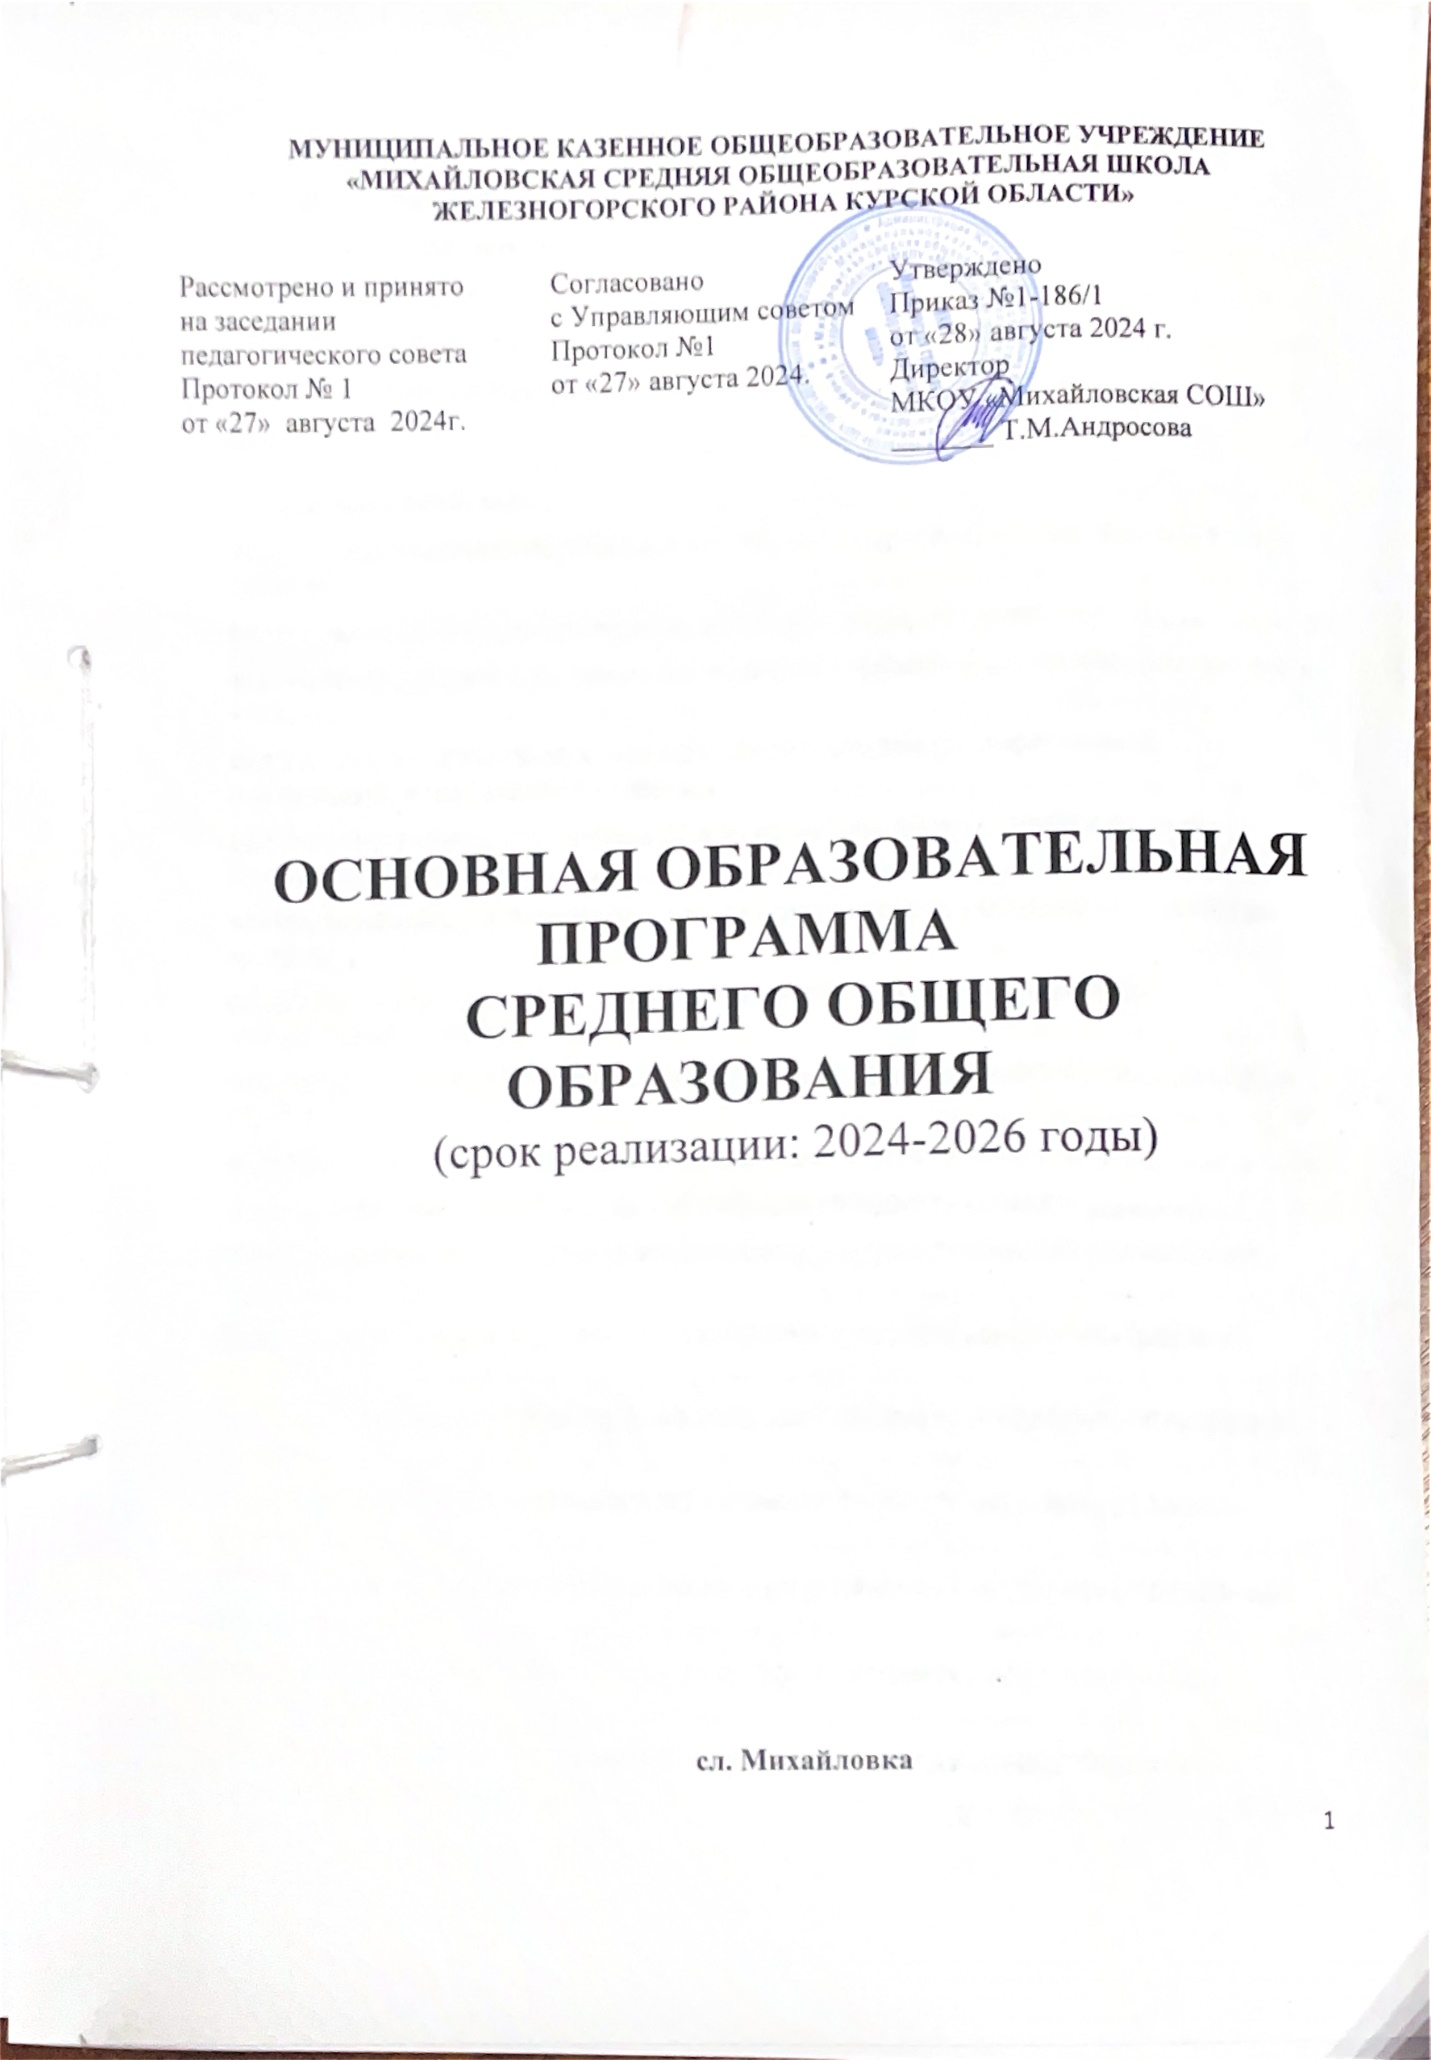 МУНИЦИПАЛЬНОЕ КАЗЕННОЕ ОБЩЕОБРАЗОВАТЕЛЬНОЕ УЧРЕЖДЕНИЕ
«МИХАЙЛОВСКАЯ СРЕДНЯЯ ОБЩЕОБРАЗОВАТЕЛЬНАЯ ШКОЛА
ЖЕЛЕЗНОГОРСКОГО РАЙОНА КУРСКОЙ ОБЛАСТИ»
Рассмотрено и принято
на заседании
педагогического совета
Протокол № 1
от «27» августа 2024г.
Согласовано
с Управляющим советом
Протокол №1
от «27» августа 2024.
Утверждено
Приказ №1-186/1
от «28» августа 2024 г.
Директор
МКОУ «Михайловская СОШ»
________ Т.М.Андросова
ОСНОВНАЯ ОБРАЗОВАТЕЛЬНАЯ
ПРОГРАММА
СРЕДНЕГО ОБЩЕГО
ОБРАЗОВАНИЯ
(срок реализации: 2024-2026 годы)
сл. Михайловка
1